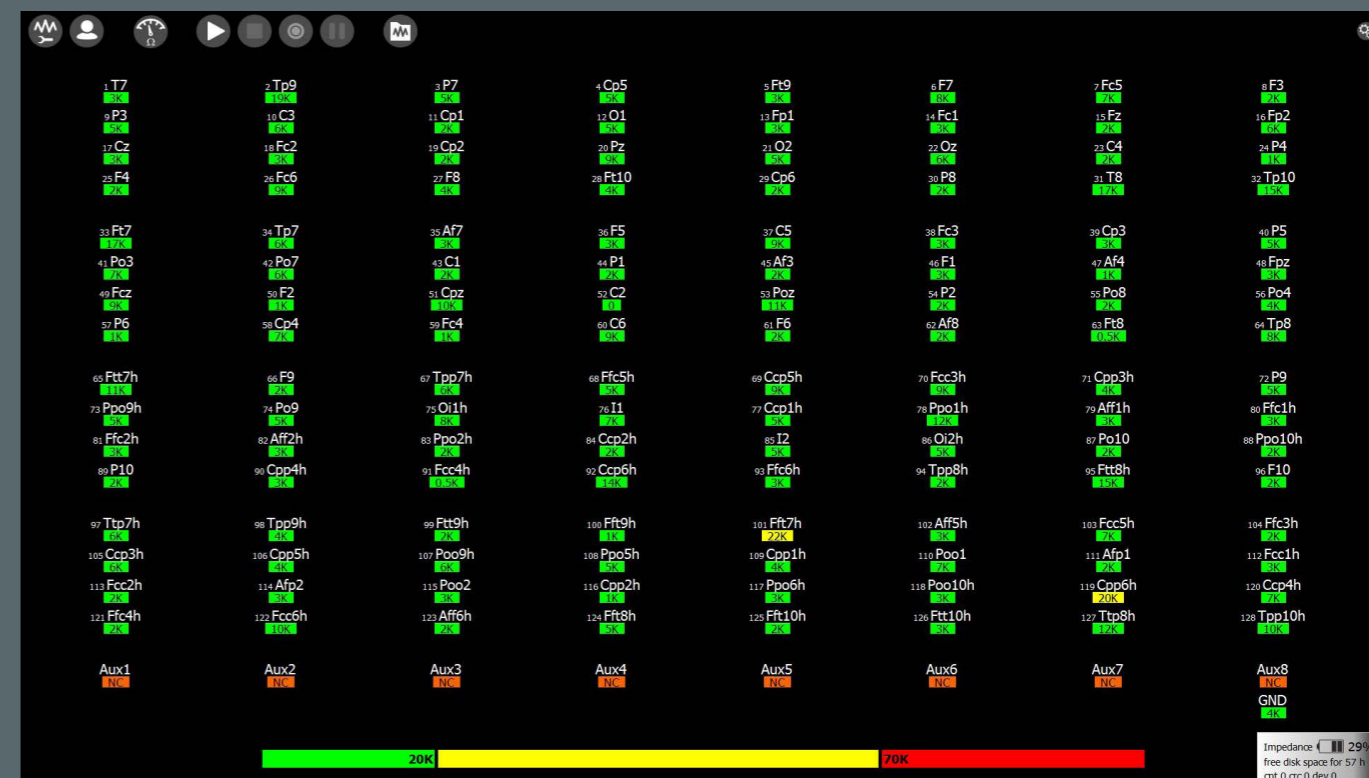 1 T7 2 Tp9 3 P7 4 Cp5 5 Ft9 6 F7 7 Fc5 8 F3
3K 19K 5K 5K 3K 8K 7K 2K
9 P3 10 C3 11 Cp1 12 O1 13 Fp1 14 Fc1 15 Fz 16 Fp2
5K 6K 2K 5K 3K 3K 2K 6K
17 Cz 18 Fc2 19 Cp2 20 Pz 21 O2 22 Oz 23 C4 24 P4
3K 3K 2K 9K 5K 6K 2K 1K
25 F4 26 Fc6 27 F8 28 Ft10 29 Cp6 30 P8 31 T8 32 Tp10
2K 9K 4K 4K 2K 2K 17K 15K
33 Ft7 34 Tp7 35 Af7 36 F5 37 C5 38 Fc3 39 Cp3 40 P5
17K 6K 3K 3K 9K 3K 3K 5K
41 Po3 42 Po7 43 C1 44 P1 45 Af3 46 F1 47 Af4 48 Fpz
7K 6K 2K 2K 2K 3K 1K 3K
49 Fcz 50 F2 51 Cpz 52 C2 53 Poz 54 P2 55 Po8 56 Po4
9K 1K 10K 0 11K 2K 2K 4K
57 P6 58 Cp4 59 Fc4 60 C6 61 F6 62 Af8 63 Ft8 64 Tp8
1K 7K 1K 9K 2K 2K 0.5K 8K
65 Ftt7h 66 F9 67 Tpp7h 68 Ffc5h 69 Ccp5h 70 Fcc3h 71 Cpp3h 72 P9
11K 2K 6K 5K 9K 9K 4K 5K
73 Ppo9h 74 Po9 75 Oi1h 76 I1 77 Ccp1h 78 Ppo1h 79 Aff1h 80 Ffc1h
5K 5K 8K 7K 5K 12K 3K 3K
81 Ffc2h 82 Aff2h 83 Ppo2h 84 Ccp2h 85 I2 86 Oi2h 87 Po10 88 Ppo10h
3K 3K 2K 2K 5K 5K 2K 2K
89 P10 90 Cpp4h 91 Fcc4h 92 Ccp6h 93 Ffc6h 94 Tpp8h 95 Ftt8h 96 F10
2K 3K 0.5K 14K 3K 2K 15K 2K
97 Ttp7h 98 Tpp9h 99 Ftt9h 100 Fft9h 101 Fft7h 102 Aff5h 103 Fcc5h 104 Ffc3h
6K 4K 2K 1K 22K 3K 7K 2K
105 Ccp3h 106 Cpp5h 107 Poo9h 108 Ppo5h 109 Cpp1h 110 Poo1 111 Afp1 112 Fcc1h
6K 4K 6K 5K 4K 7K 2K 3K
113 Fcc2h 114 Afp2 115 Poo2 116 Cpp2h 117 Ppo6h 118 Poo10h 119 Cpp6h 120 Ccp4h
2K 3K 3K 1K 3K 3K 20K 7K
121 Ffc4h 122 Fcc6h 123 Aff6h 124 Fft8h 125 Fft10h 126 Ftt10h 127 Ttp8h 128 Tpp10h
2K 10K 2K 5K 2K 3K 12K 10K
Aux1 Aux2 Aux3 Aux4 Aux5 Aux6 Aux7 Aux8
NC NC NC NC NC NC NC NC
GND
4K
20K 70K
Impedance 29%
free disk space for 57 h
cnt 0 crc 0 dev 0